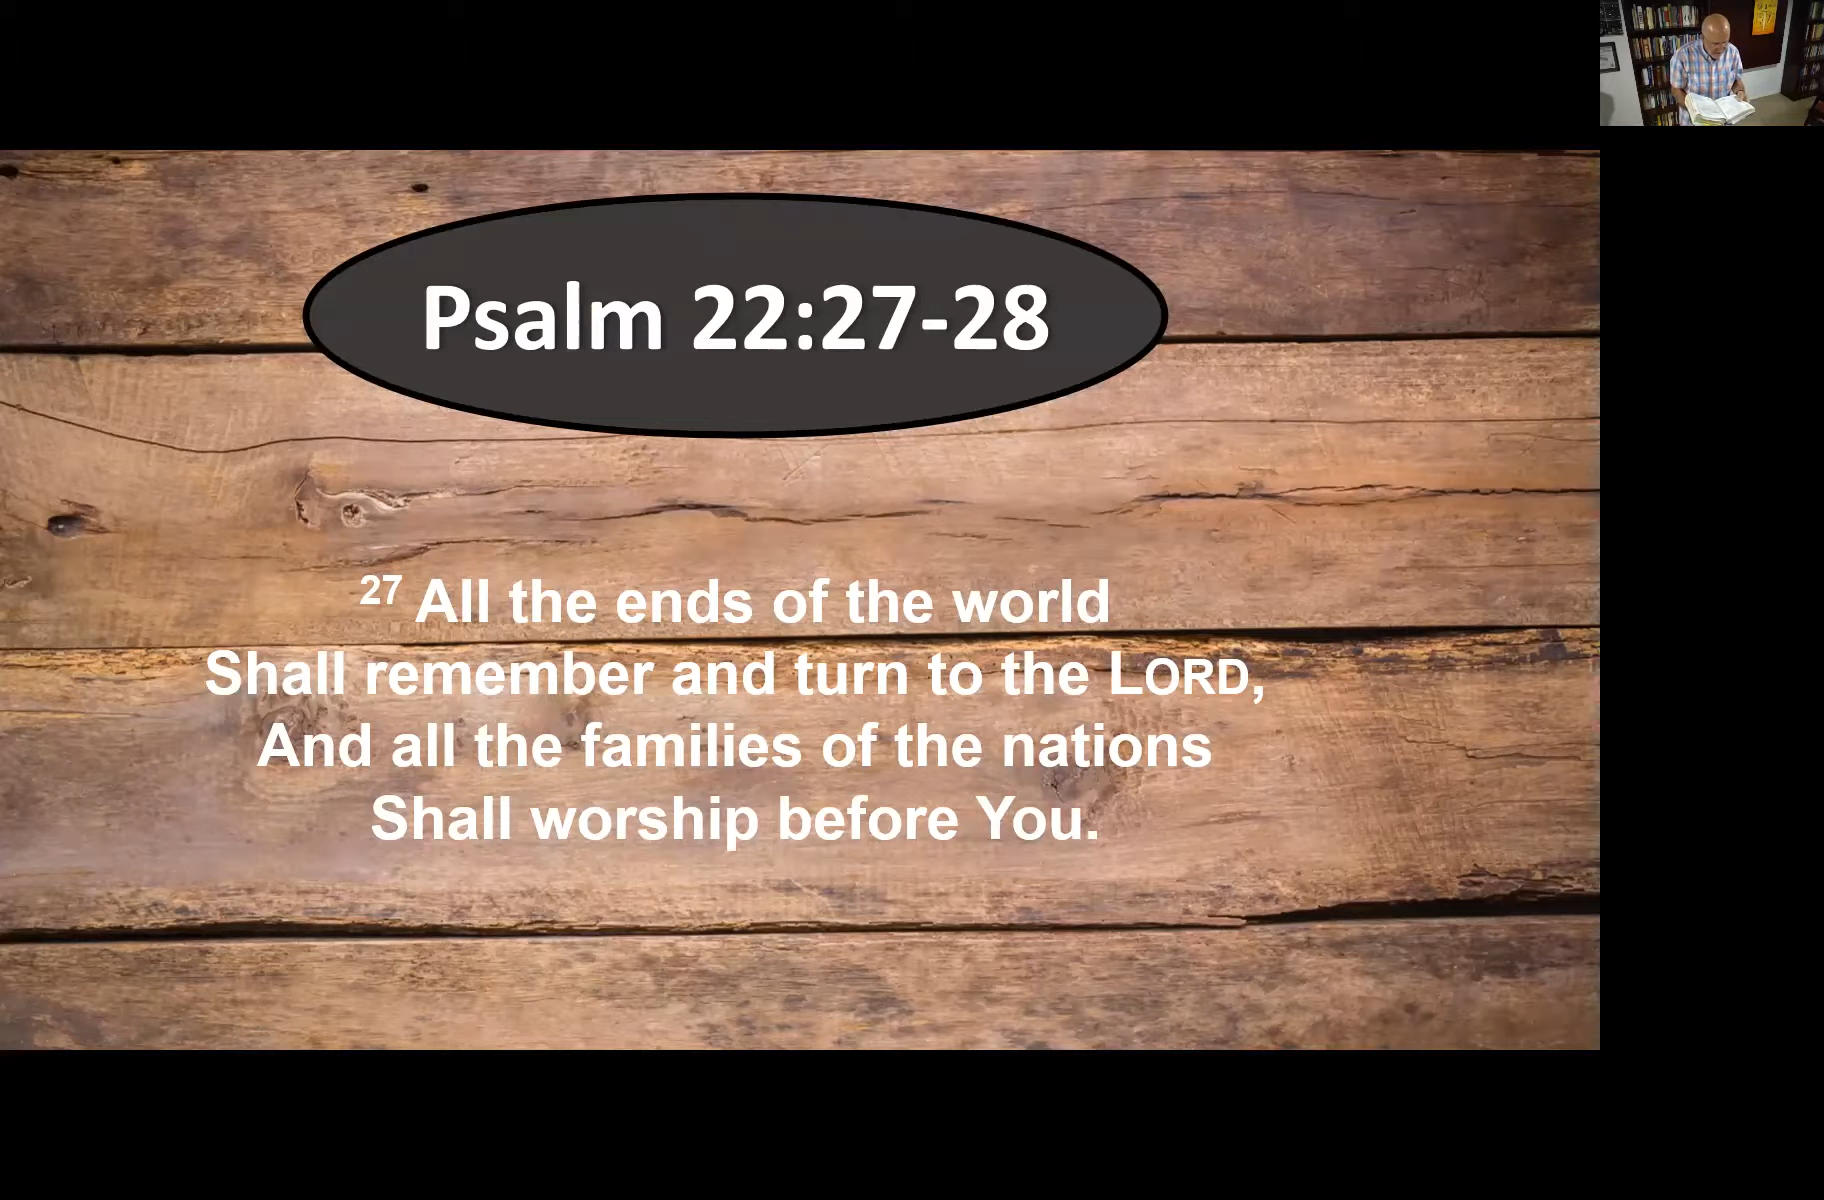 Psalm 22:27-28
27 All the ends of the world
Shall remember and turn to the LORD,
And all the families of the nations
Shall worship before You.